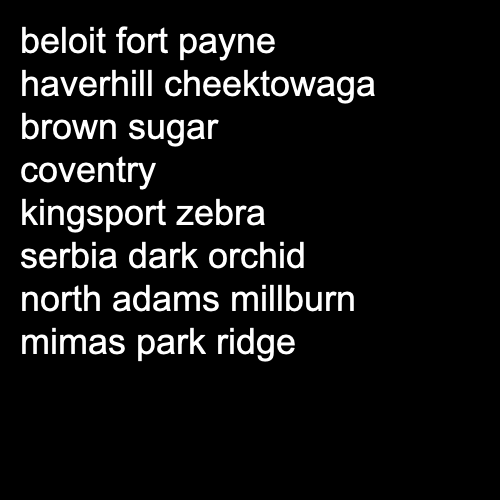 beloit fort payne
haverhill cheektowaga
brown sugar
coventry
kingsport zebra
serbia dark orchid
north adams millburn
mimas park ridge